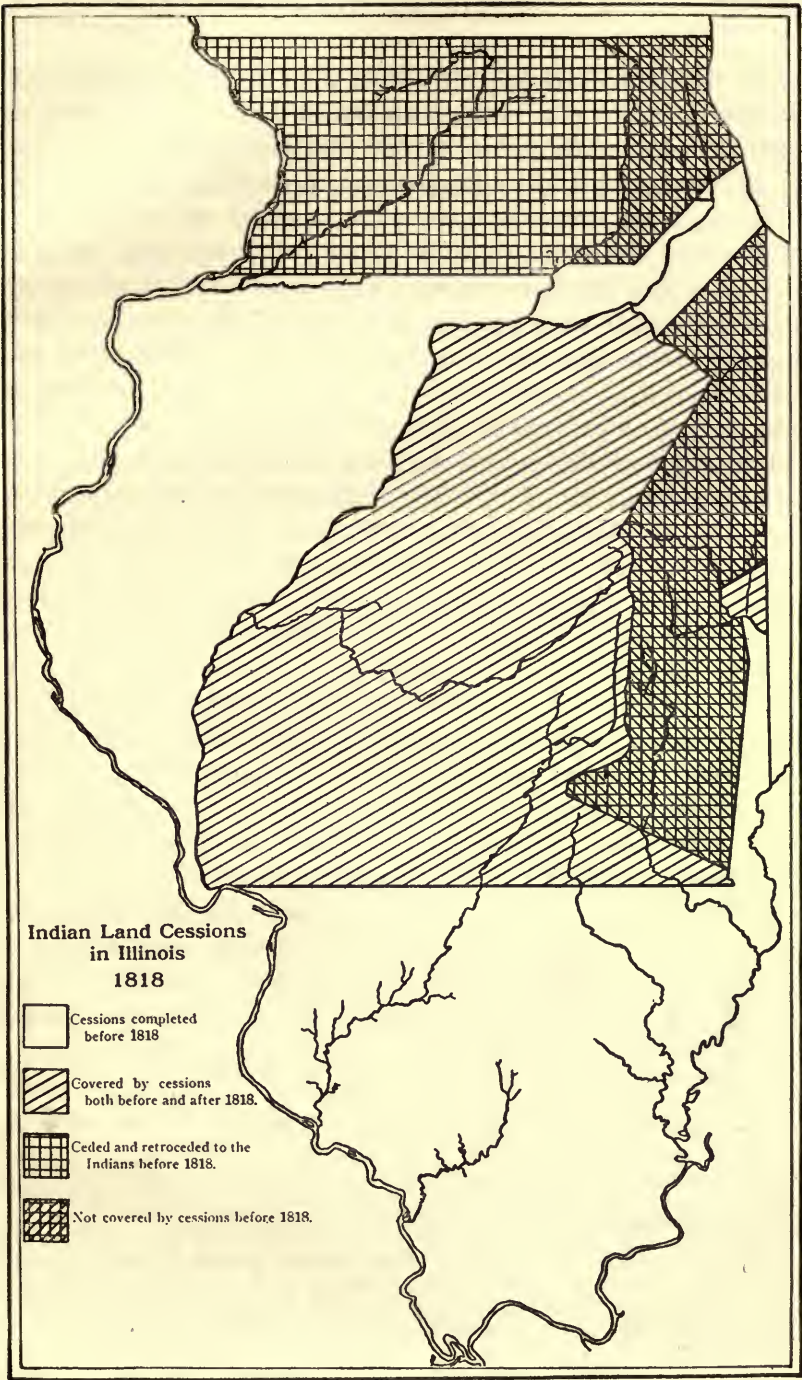 Indian Land Cessions
in Illinois
1818
Cessions completed
before 1818
Covered by cessions
both before and after 1818.
Ceded and retroceded to the
Indians before 1818.
Not covered by cessions before 1818.